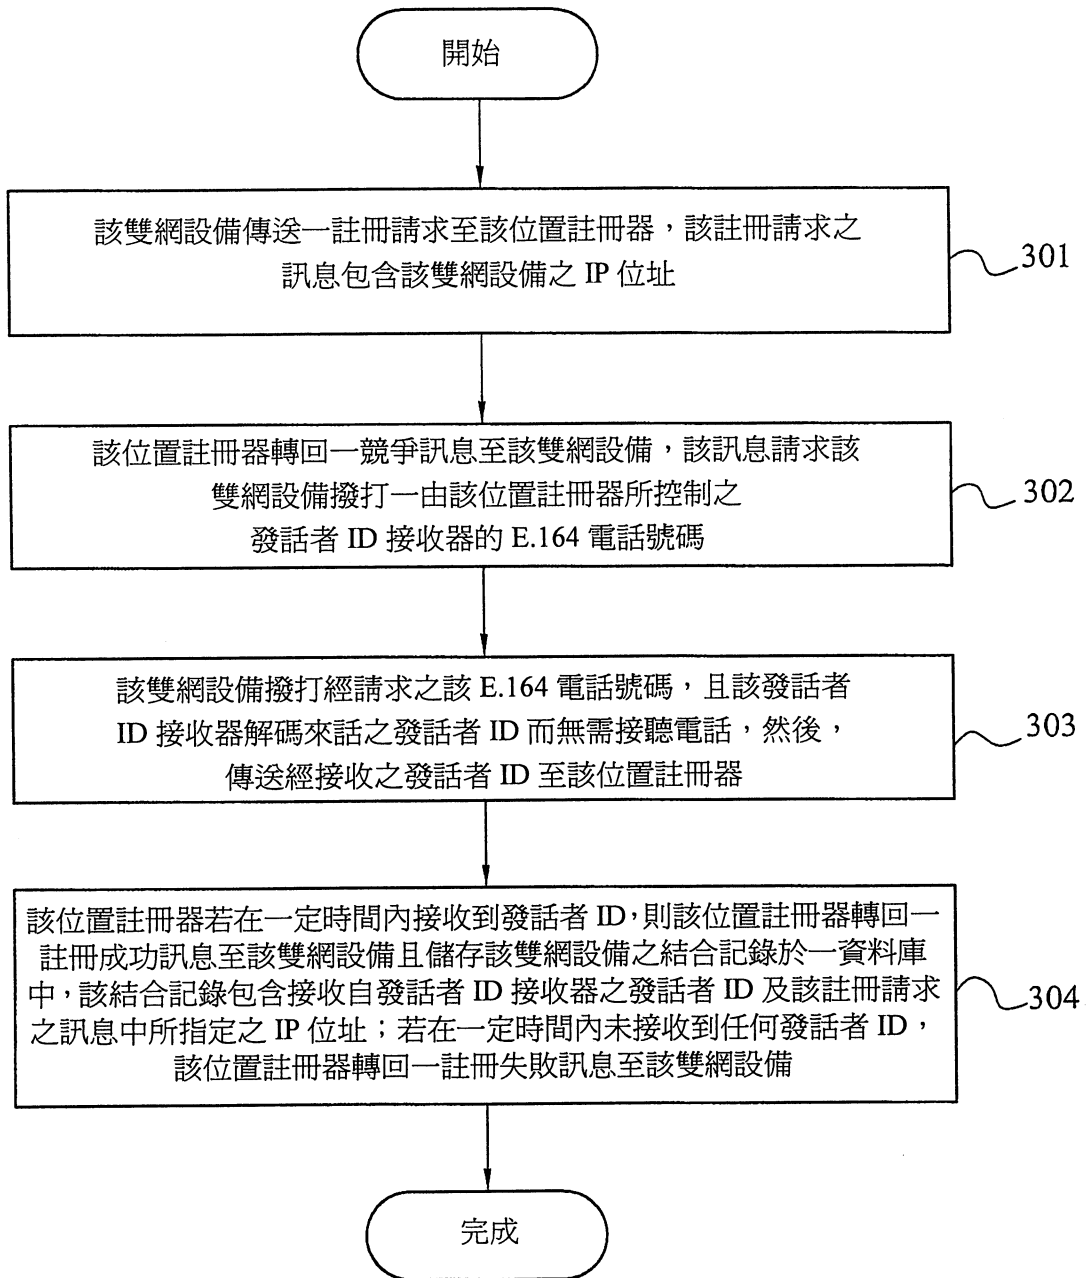 開始
該雙網設備傳送一註冊請求至該位置註冊器，該註冊請求之
訊息包含該雙網設備之 IP 位址
301
該位置註冊器轉回一競爭訊息至該雙網設備，該訊息請求該
雙網設備撥打一由該位置註冊器所控制之
發話者 ID 接收器的 E.164 電話號碼
302
該雙網設備撥打經請求之該 E.164 電話號碼，且該發話者
ID 接收器解碼來話之發話者 ID 而無需接聽電話，然後，
傳送經接收之發話者 ID 至該位置註冊器
303
該位置註冊器若在一定時間內接收到發話者 ID，則該位置註冊器轉回一
註冊成功訊息至該雙網設備且儲存該雙網設備之結合記錄於一資料庫
中，該結合記錄包含接收自發話者 ID 接收器之發話者 ID 及該註冊請求
之訊息中所指定之 IP 位址；若在一定時間內未接收到任何發話者 ID，
該位置註冊器轉回一註冊失敗訊息至該雙網設備
304
完成